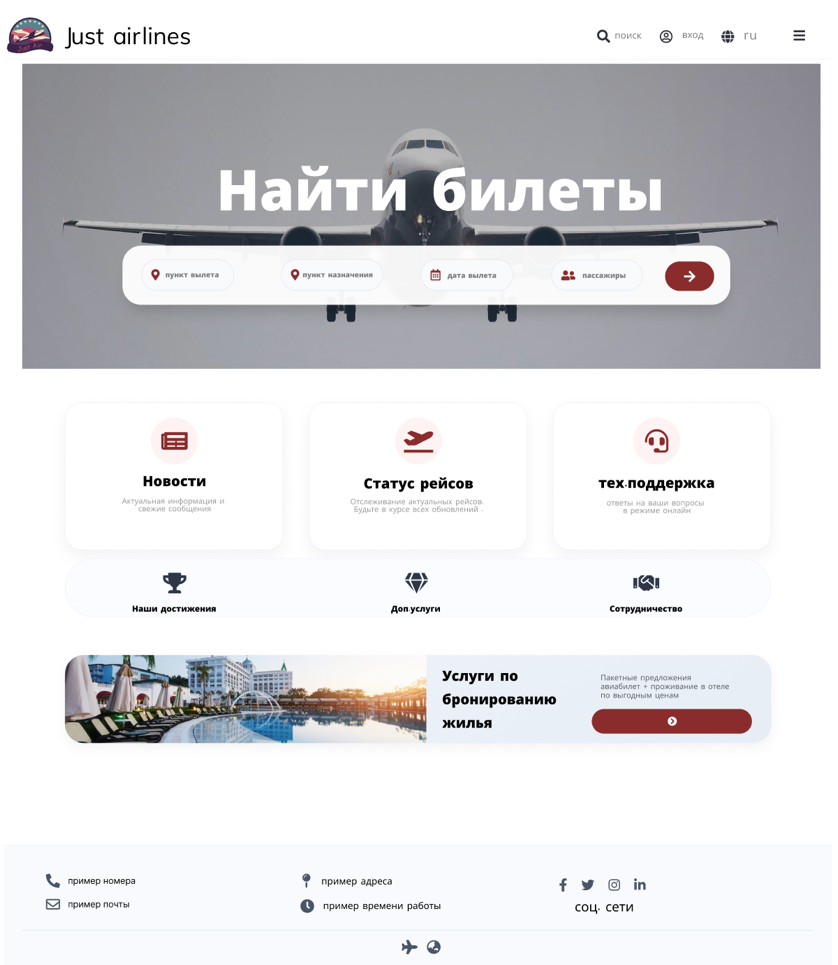 Just Air
Just airlines
поиск
вход
ru
Найти билеты
пункт вылета
пункт назначения
дата вылета
пассажиры
Новости
Актуальная информация и
свежие сообщения
Статус рейсов
Отслеживание актуальных рейсов.
Будьте в курсе всех обновлений .
тех.поддержка
ответы на ваши вопросы
в режиме онлайн
Наши достижения
Доп.услуги
Сотрудничество
Услуги по
бронированию
жилья
Пакетные предложения
авиабилет + проживание в отеле
по выгодным ценам
пример номера
пример почты
пример адреса
пример времени работы
соц. сети